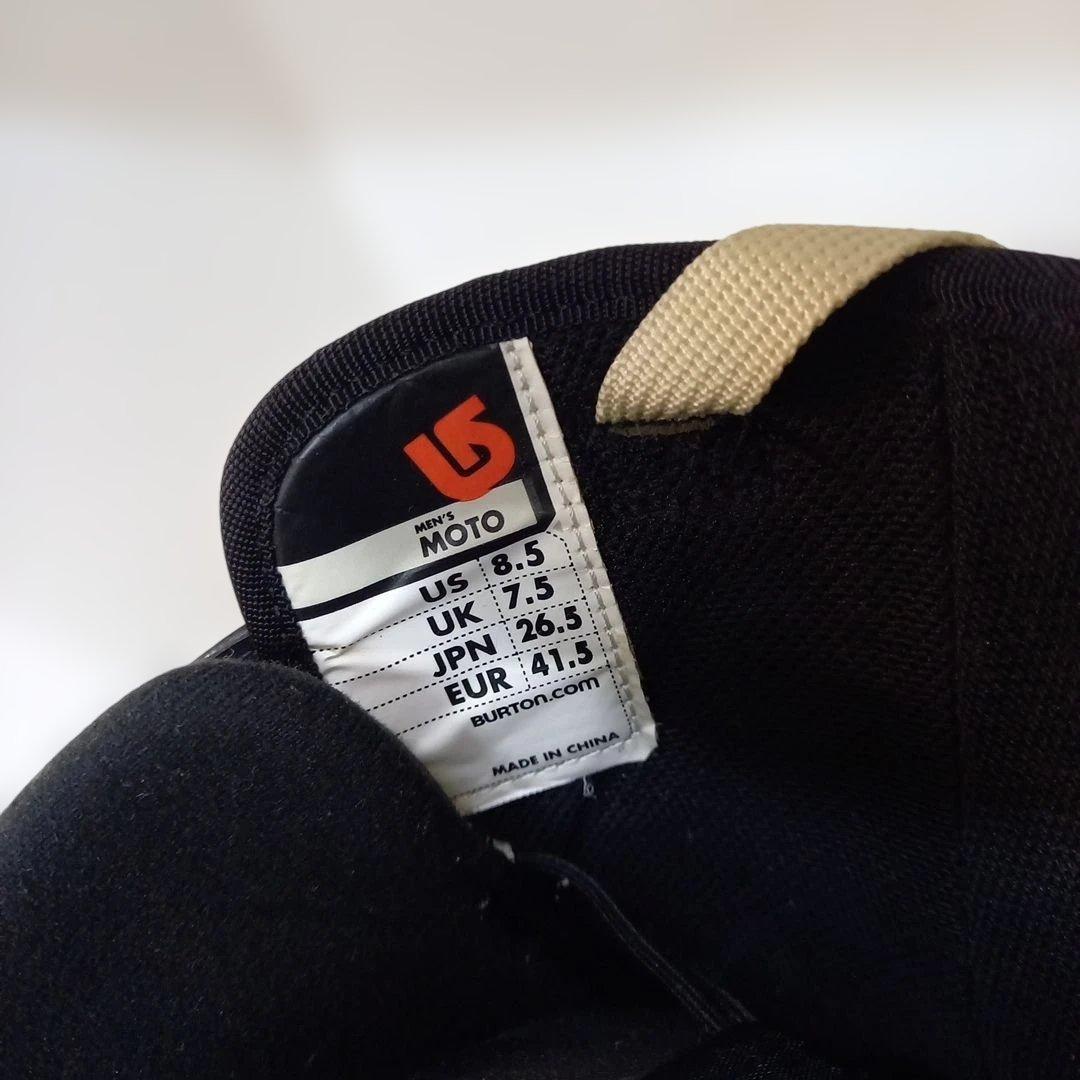 MEN'S
MOTO
US 8.5
UK 7.5
JPN 26.5
EUR 41.5
BURTON.COM
MADE IN CHINA